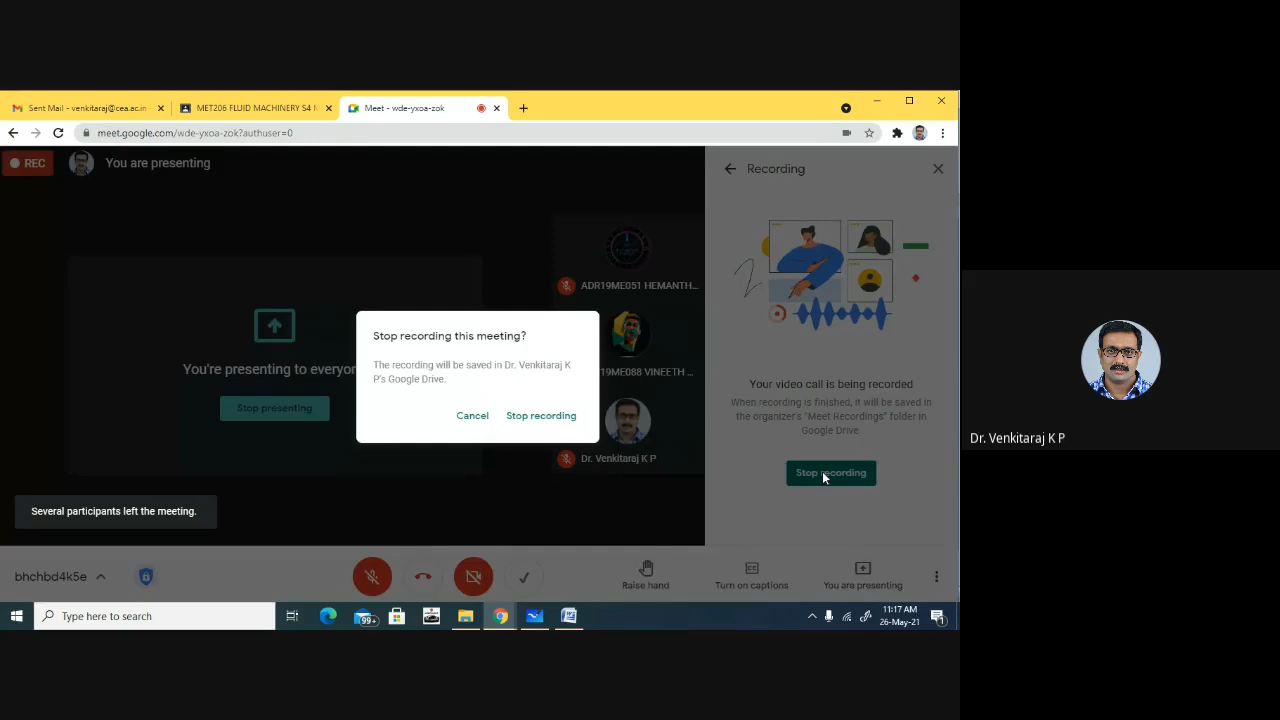 Sent Mail - venkitaraj@cea.ac.in
MET206 FLUID MACHINERY S4
Meet - wde-yxoa-zok
meet.google.com/wde-yxoa-zok?authuser=0
REC
You are presenting
Recording
ADR19ME051 HEMANTH...
You're presenting to everyo
Stop presenting
19ME088 VINEETH ...
Dr. Venkitaraj K P
Stop recording this meeting?
The recording will be saved in Dr. Venkitaraj K
P's Google Drive.
Cancel
Stop recording
Your video call is being recorded
When recording is finished, it will be saved in
the organizer's "Meet Recordings" folder in
Google Drive.
Stop recording
Several participants left the meeting.
bhchbd4k5e
Raise hand
Turn on captions
You are presenting
Type here to search
99+
11:17 AM
26-May-21
1
Dr. Venkitaraj K P